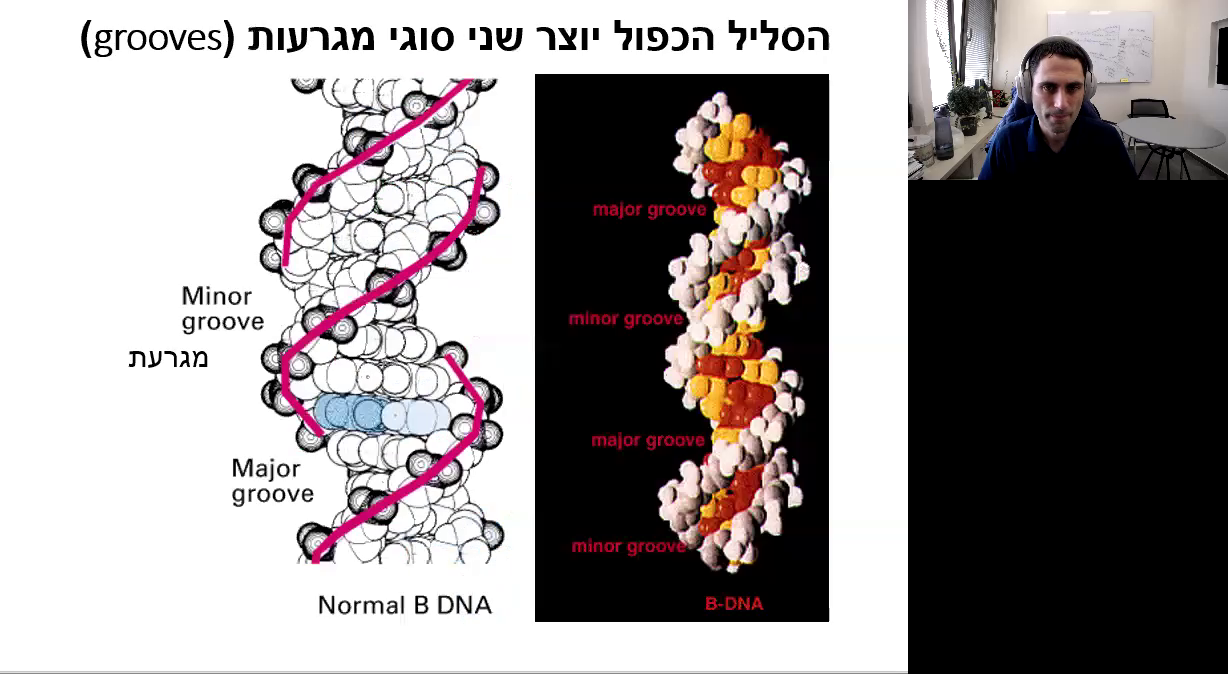 הסליל הכפול יוצר שני סוגי מגרעות (grooves)
Minor
groove
מגרעת
Major
groove
Normal B DNA
major groove
minor groove
major groove
minor groove
B-DNA